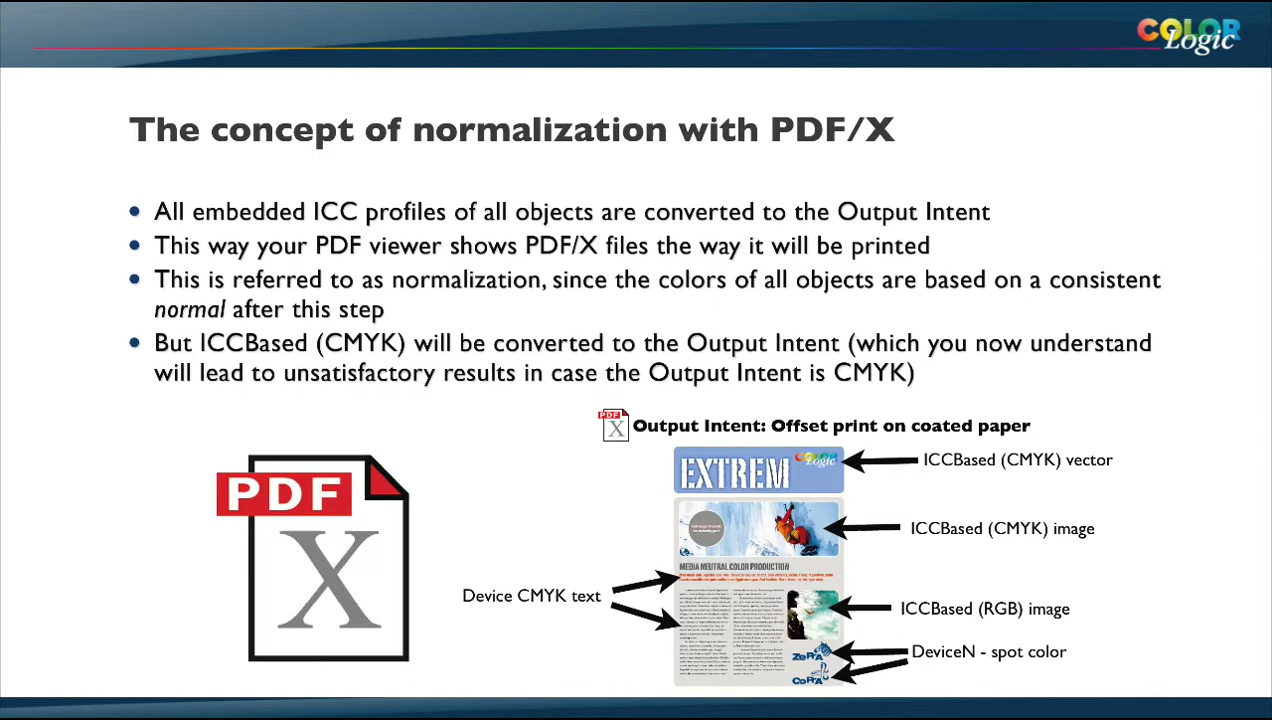 COLOR
Logic
The concept of normalization with PDF/X
• All embedded ICC profiles of all objects are converted to the Output Intent
• This way your PDF viewer shows PDF/X files the way it will be printed
• This is referred to as normalization, since the colors of all objects are based on a consistent
normal after this step
• But ICCBased (CMYK) will be converted to the Output Intent (which you now understand
will lead to unsatisfactory results in case the Output Intent is CMYK)
PDF
X
Output Intent: Offset print on coated paper
PDF
X
EXTREM
COLOR
Logic
ICCBased (CMYK) vector
ICCBased (CMYK) image
MEDIA NEUTRAL COLOR PRODUCTION
Device CMYK text
ICCBased (RGB) image
ZeRA
DeviceN - spot color
CoRA